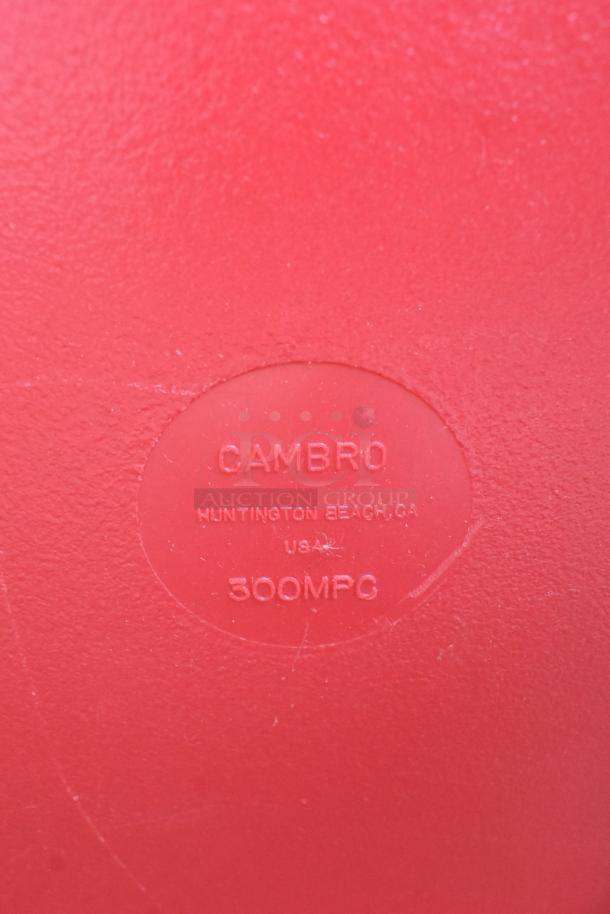 CAMBRO
pci
AUCTION GROUP
HUNTINGTON BEACH, CA
USA
300MPC